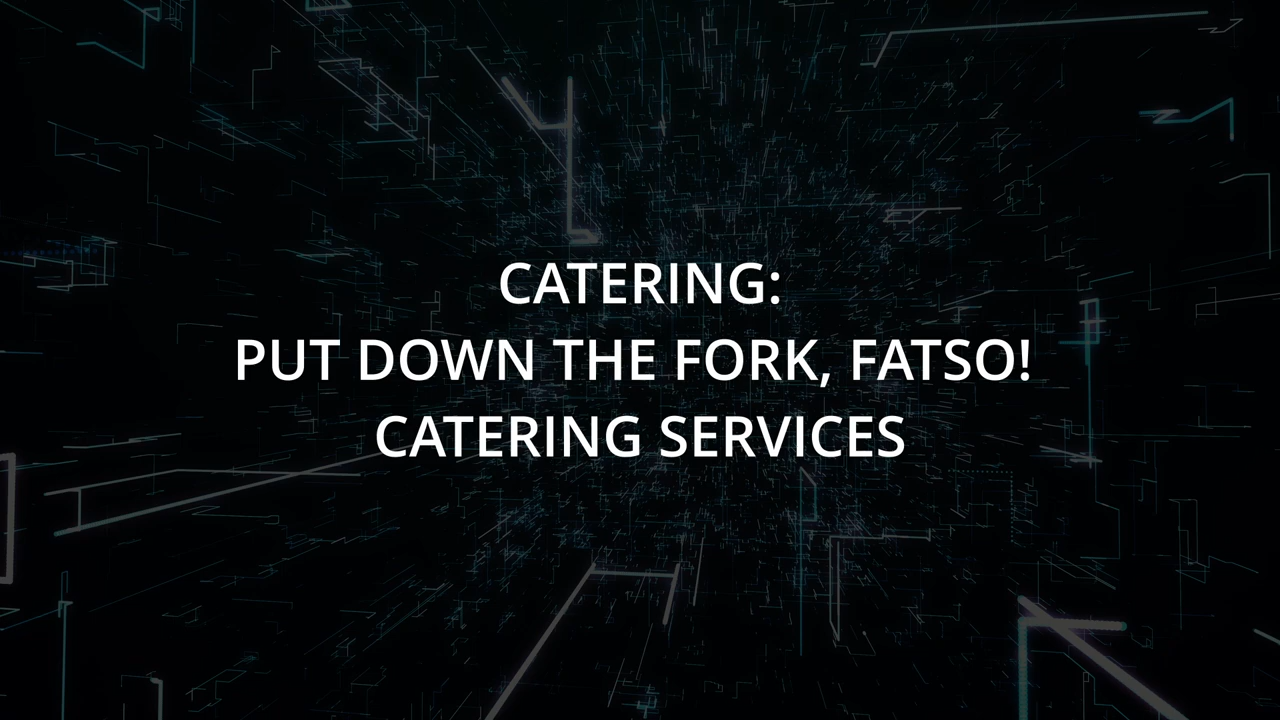 CATERING:
PUT DOWN THE FORK, FATSO!
CATERING SERVICES